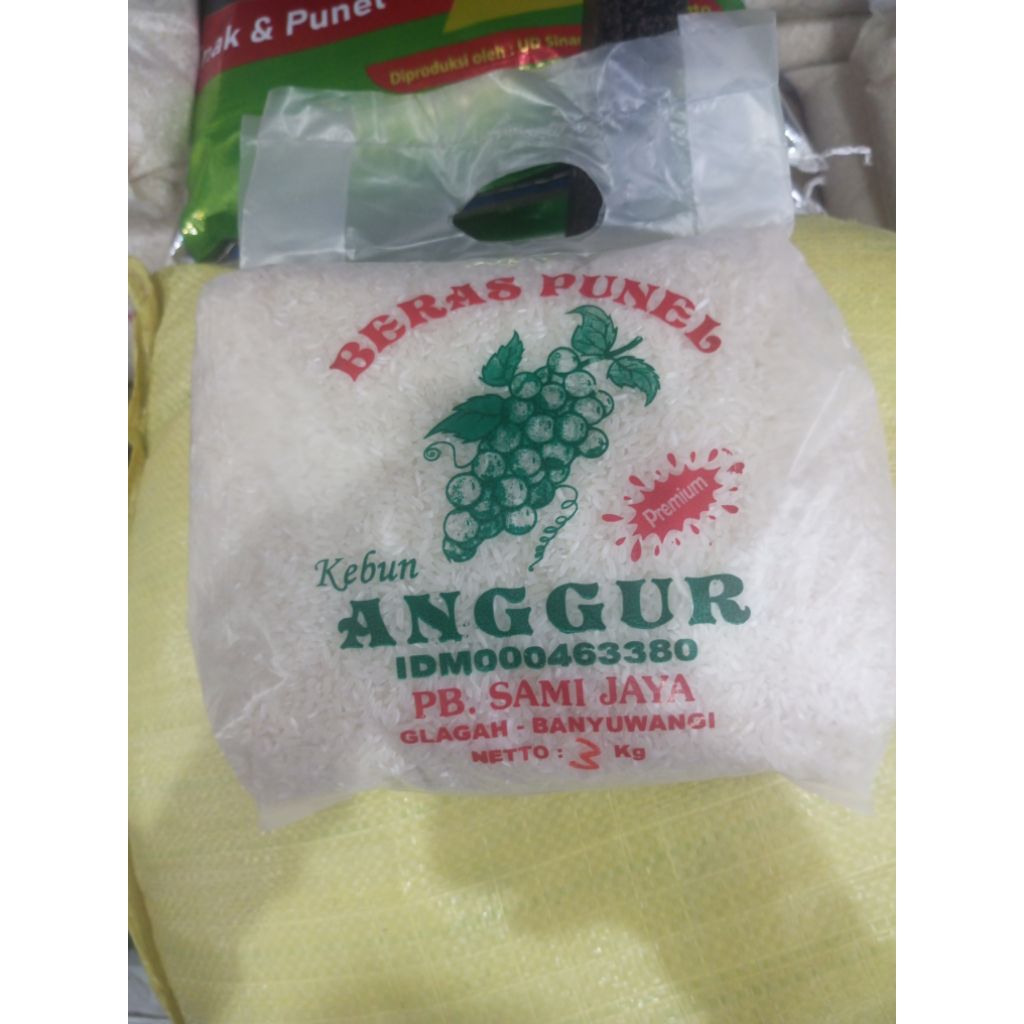 & Punel
Diproduksi oleh : UD Sinar
BERAS PUNEL
Premium
Kebun
ANGGUR
IDM000463380
PB. SAMI JAYA
GLAGAH - BANYUWANGI
NETTO : 3 Kg